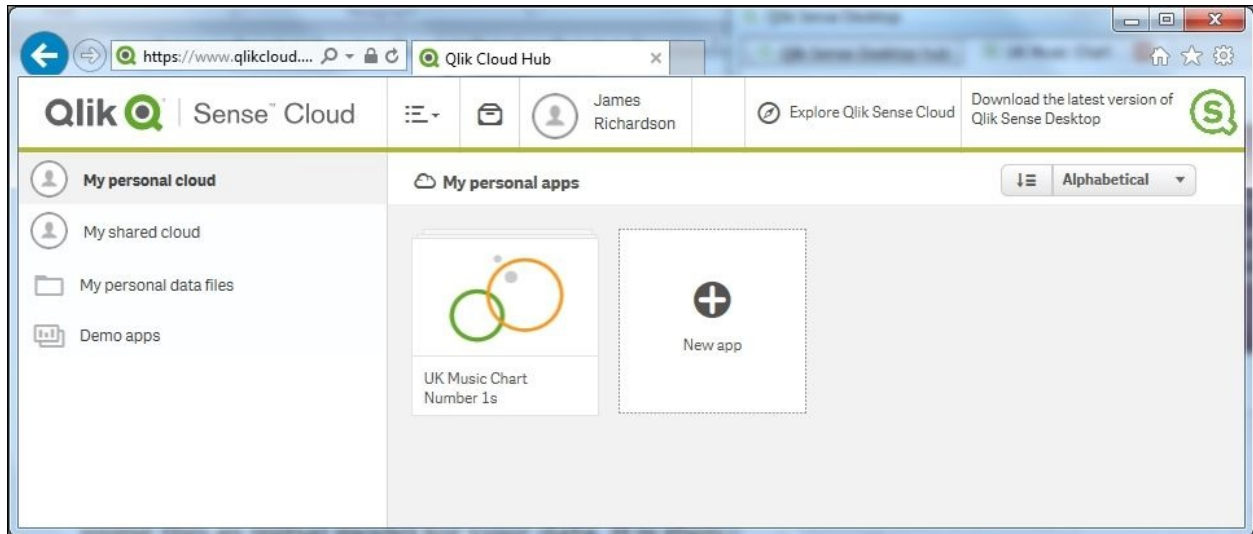 https://www.qlikcloud....
Qlik Cloud Hub
Qlik Sense™ Cloud
James
Richardson
Explore Qlik Sense Cloud
Download the latest version of
Qlik Sense Desktop
My personal cloud
My shared cloud
My personal data files
Demo apps
My personal apps
Alphabetical
UK Music Chart
Number 1s
New app